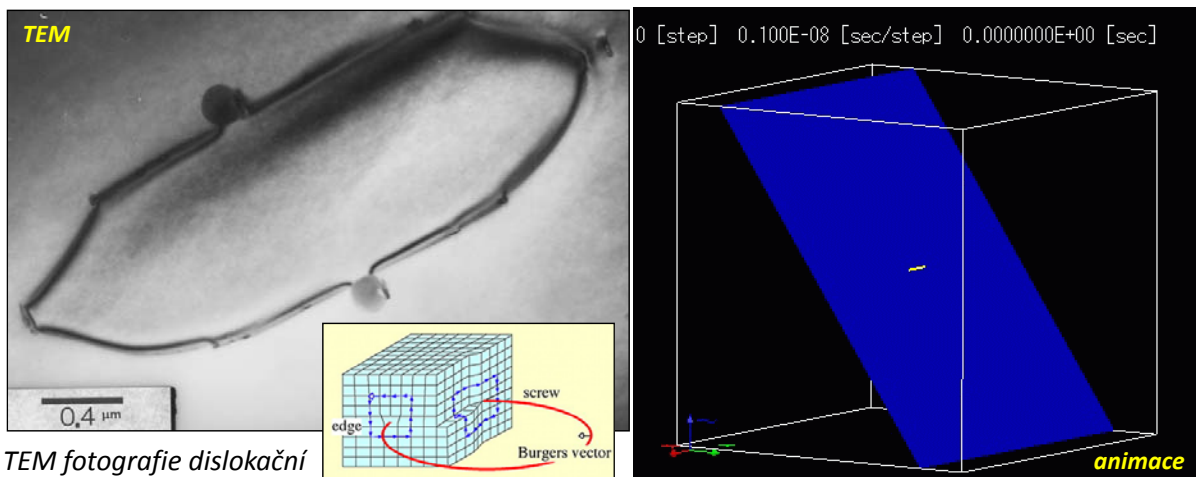 TEM
0 [step]   0.100E-08 [sec/step]   0.0000000E+00 [sec]
screw
edge
Burgers vector
0.4 μm
TEM fotografie dislokační
animace